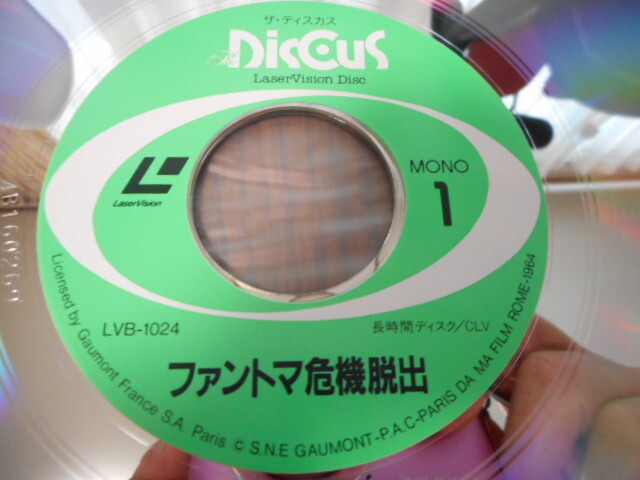 ザ・ディスカス
The DisCcus
LaserVision Disc
LaserVision
MONO
1
LVB-1024
長時間ディスク/CLV
ファントマ危機脱出
Licensed by Gaumont France S.A. Paris © S.N.E GAUMONT-P.A.C-PARIS DA MA FILM ROME-1964